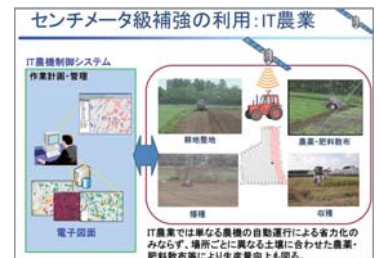 センチメータ級補強の利用：IT農業
IT農機制御システム
作業計画・管理
耕地整地
農薬・肥料散布
播種
収穫
電子図面
IT農業では単なる農機の自動運行による省力化の
みならず、場所ごとに異なる土壌に合わせた農薬・
肥料散布等により生産量向上も図る。